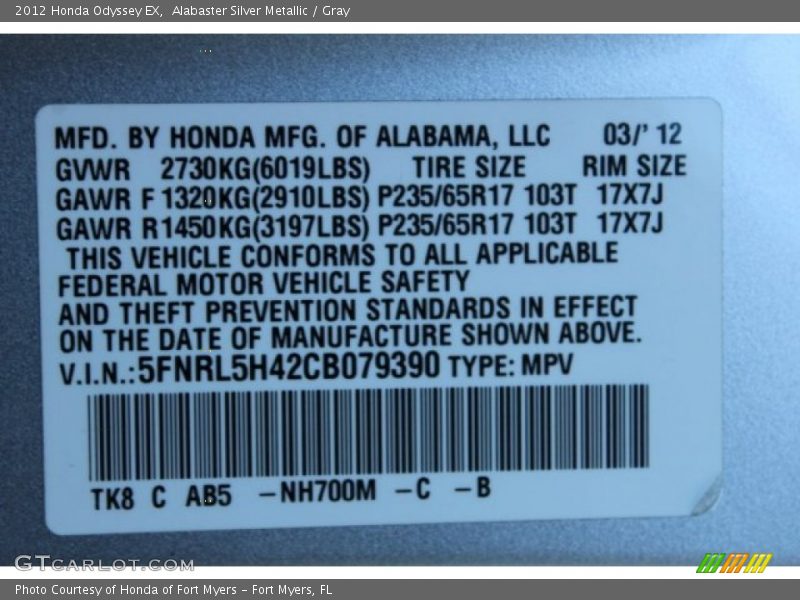 2012 Honda Odyssey EX,  Alabaster Silver Metallic / Gray
MFD. BY HONDA MFG. OF ALABAMA, LLC 03/' 12
GVWR 2730KG(6019LBS) TIRE SIZE RIM SIZE
GAWR F 1320KG(2910LBS) P235/65R17 103T 17X7J
GAWR R1450KG(3197LBS) P235/65R17 103T 17X7J
THIS VEHICLE CONFORMS TO ALL APPLICABLE
FEDERAL MOTOR VEHICLE SAFETY
AND THEFT PREVENTION STANDARDS IN EFFECT
ON THE DATE OF MANUFACTURE SHOWN ABOVE.
V.I.N.:5FNRL5H42CB079390 TYPE: MPV
TK8 C AB5 –NH700M –C –B
GTCARLOT.COM
Photo Courtesy of Honda of Fort Myers – Fort Myers, FL